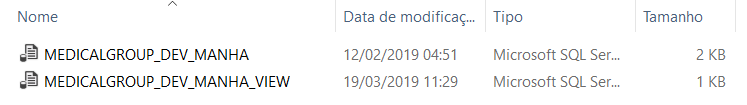 Nome Data de modificaç... Tipo Tamanho
MEDICALGROUP_DEV_MANHA 12/02/2019 04:51 Microsoft SQL Ser... 2 KB
MEDICALGROUP_DEV_MANHA_VIEW 19/03/2019 11:29 Microsoft SQL Ser... 1 KB